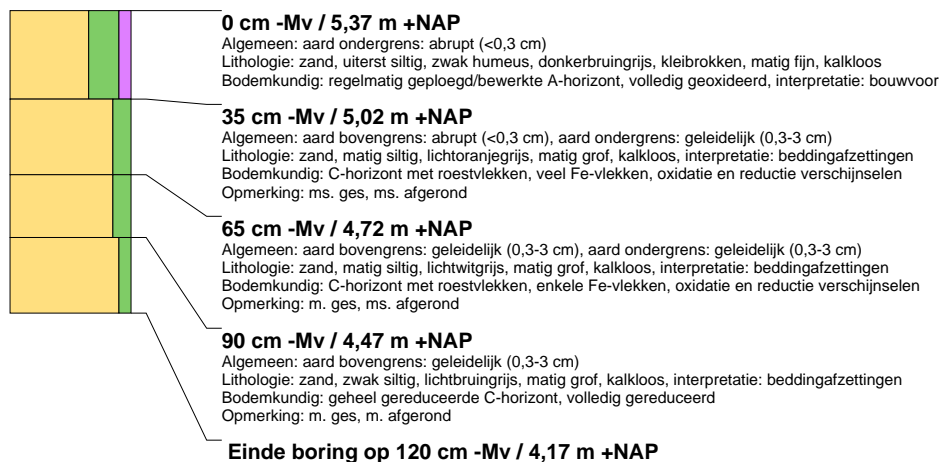 0 cm -Mv / 5,37 m +NAP
Algemeen: aard ondergrens: abrupt (<0,3 cm)
Lithologie: zand, uiterst siltig, zwak humeus, donkerbruingrijs, kleibrokken, matig fijn, kalkloos
Bodemkundig: regelmatig geploegd/bewerkte A-horizont, volledig geoxideerd, interpretatie: bouwvoor
35 cm -Mv / 5,02 m +NAP
Algemeen: aard bovengrens: abrupt (<0,3 cm), aard ondergrens: geleidelijk (0,3-3 cm)
Lithologie: zand, matig siltig, lichtoranjegrijs, matig grof, kalkloos, interpretatie: beddingafzettingen
Bodemkundig: C-horizont met roestvlekken, veel Fe-vlekken, oxidatie en reductie verschijnselen
Opmerking: ms. ges, ms. afgerond
65 cm -Mv / 4,72 m +NAP
Algemeen: aard bovengrens: geleidelijk (0,3-3 cm), aard ondergrens: geleidelijk (0,3-3 cm)
Lithologie: zand, matig siltig, lichtwitgrijs, matig grof, kalkloos, interpretatie: beddingafzettingen
Bodemkundig: C-horizont met roestvlekken, enkele Fe-vlekken, oxidatie en reductie verschijnselen
Opmerking: m. ges, ms. afgerond
90 cm -Mv / 4,47 m +NAP
Algemeen: aard bovengrens: geleidelijk (0,3-3 cm)
Lithologie: zand, zwak siltig, lichtbruingrijs, matig grof, kalkloos, interpretatie: beddingafzettingen
Bodemkundig: geheel gereduceerde C-horizont, volledig gereduceerd
Opmerking: m. ges, m. afgerond
Einde boring op 120 cm -Mv / 4,17 m +NAP